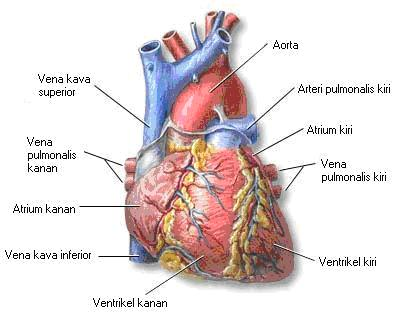 Aorta
Vena kava
superior
Arteri pulmonalis kiri
Atrium kiri
Vena
pulmonalis
kanan
Vena
pulmonalis kiri
Atrium kanan
Vena kava inferior
Ventrikel kiri
Ventrikel kanan